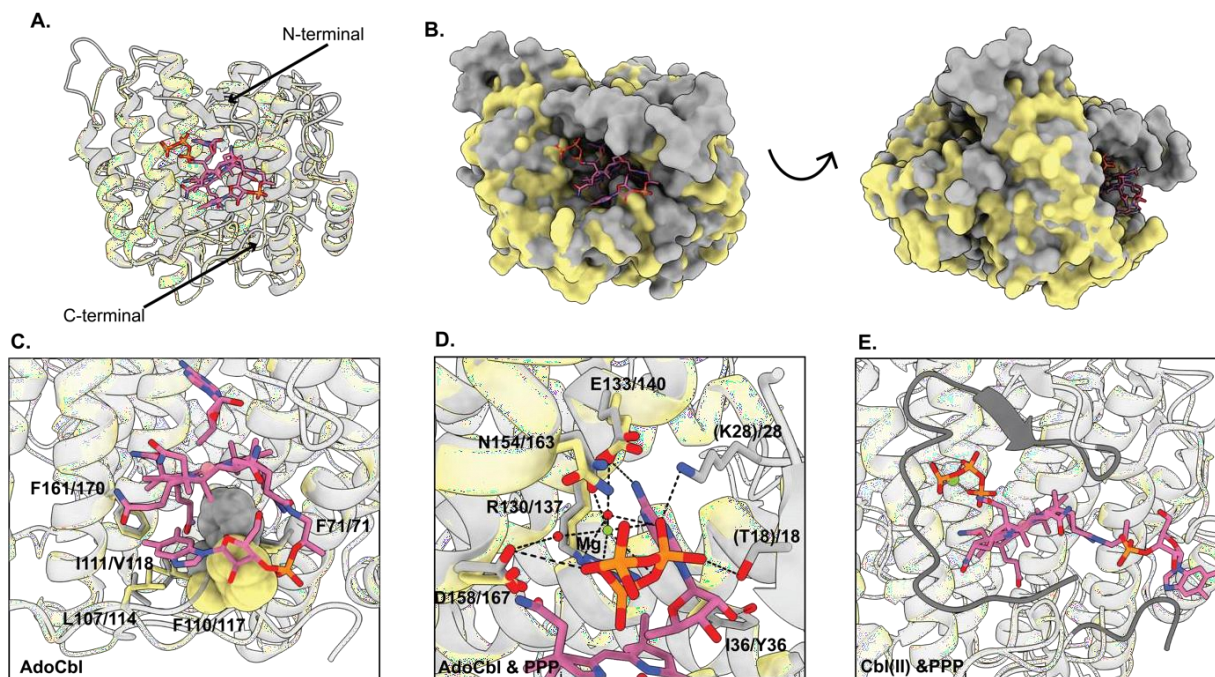 A.
N-terminal
C-terminal
B.
C.
F161/170
F71/71
I111/V118
L107/114
F110/117
AdoCbl
D.
E133/140
N154/163
(K28)/28
R130/137
Mg
(T18)/18
D158/167
I36/Y36
AdoCbl & PPP
E.
Cbl(II) &PPP